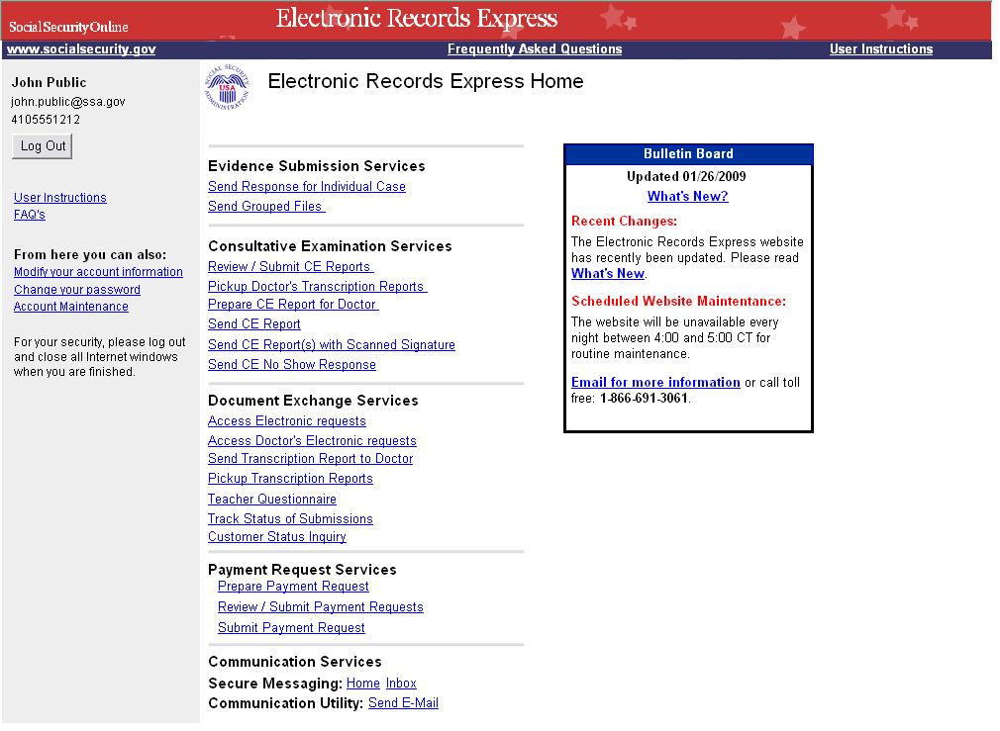 Social Security Online
Electronic Records Express
www.socialsecurity.gov
Frequently Asked Questions
User Instructions
John Public
john.public@ssa.gov
4105551212
Log Out
User Instructions
FAQ's
From here you can also:
Modify your account information
Change your password
Account Maintenance
For your security, please log out
and close all Internet windows
when you are finished.
SOCIAL SECURITY ADMINISTRATION
USA
Electronic Records Express Home
Evidence Submission Services
Send Response for Individual Case
Send Grouped Files
Consultative Examination Services
Review / Submit CE Reports
Pickup Doctor's Transcription Reports
Prepare CE Report for Doctor
Send CE Report
Send CE Report(s) with Scanned Signature
Send CE No Show Response
Document Exchange Services
Access Electronic requests
Access Doctor's Electronic requests
Send Transcription Report to Doctor
Pickup Transcription Reports
Teacher Questionnaire
Track Status of Submissions
Customer Status Inquiry
Payment Request Services
Prepare Payment Request
Review / Submit Payment Requests
Submit Payment Request
Communication Services
Secure Messaging: Home Inbox
Communication Utility: Send E-Mail
Bulletin Board
Updated 01/26/2009
What's New?
Recent Changes:
The Electronic Records Express website
has recently been updated. Please read
What's New.
Scheduled Website Maintentance:
The website will be unavailable every
night between 4:00 and 5:00 CT for
routine maintenance.
Email for more information or call toll
free: 1-866-691-3061.